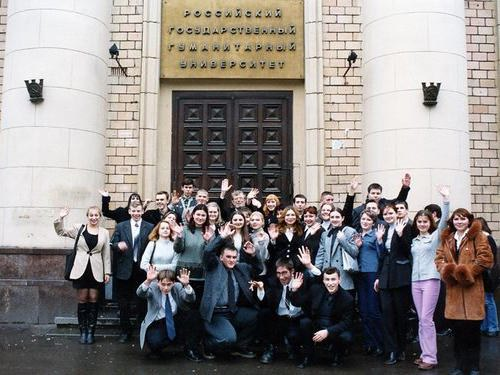 РОССИЙСКИЙ
ГОСУДАРСТВЕННЫЙ
ГУМАНИТАРНЫЙ
УНИВЕРСИТЕТ